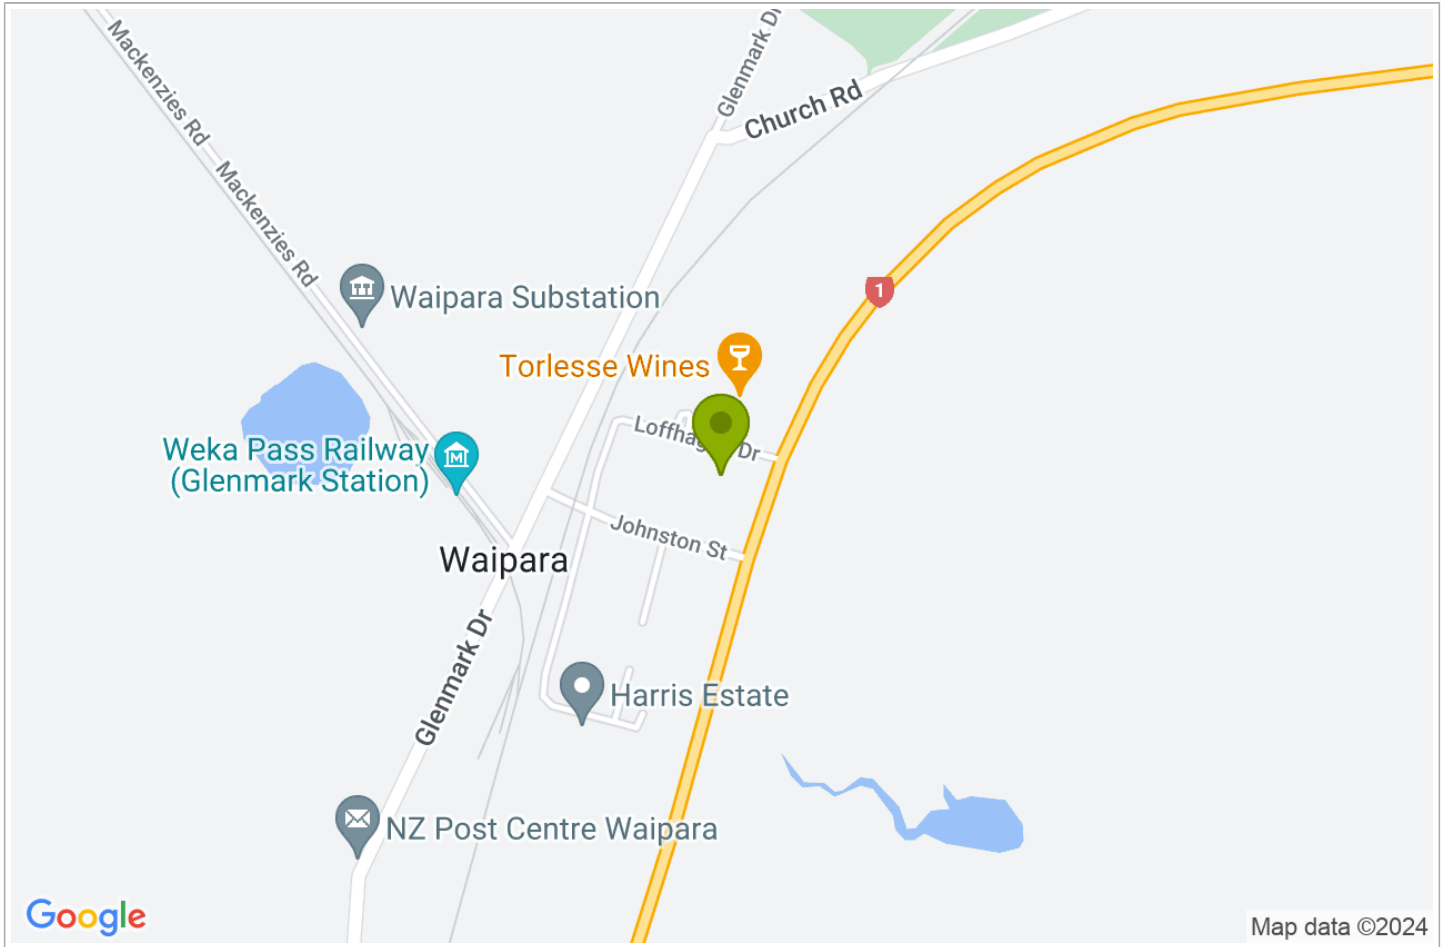 Mackenzies Rd
Glenmark Dr
Church Rd
Mackenzies Rd
1
Waipara Substation
Torlesse Wines
Dr
Weka Pass Railway
(Glenmark Station)
Johnston St
Waipara
Glenmark Dr
Harris Estate
NZ Post Centre Waipara
Google
Map data ©2024